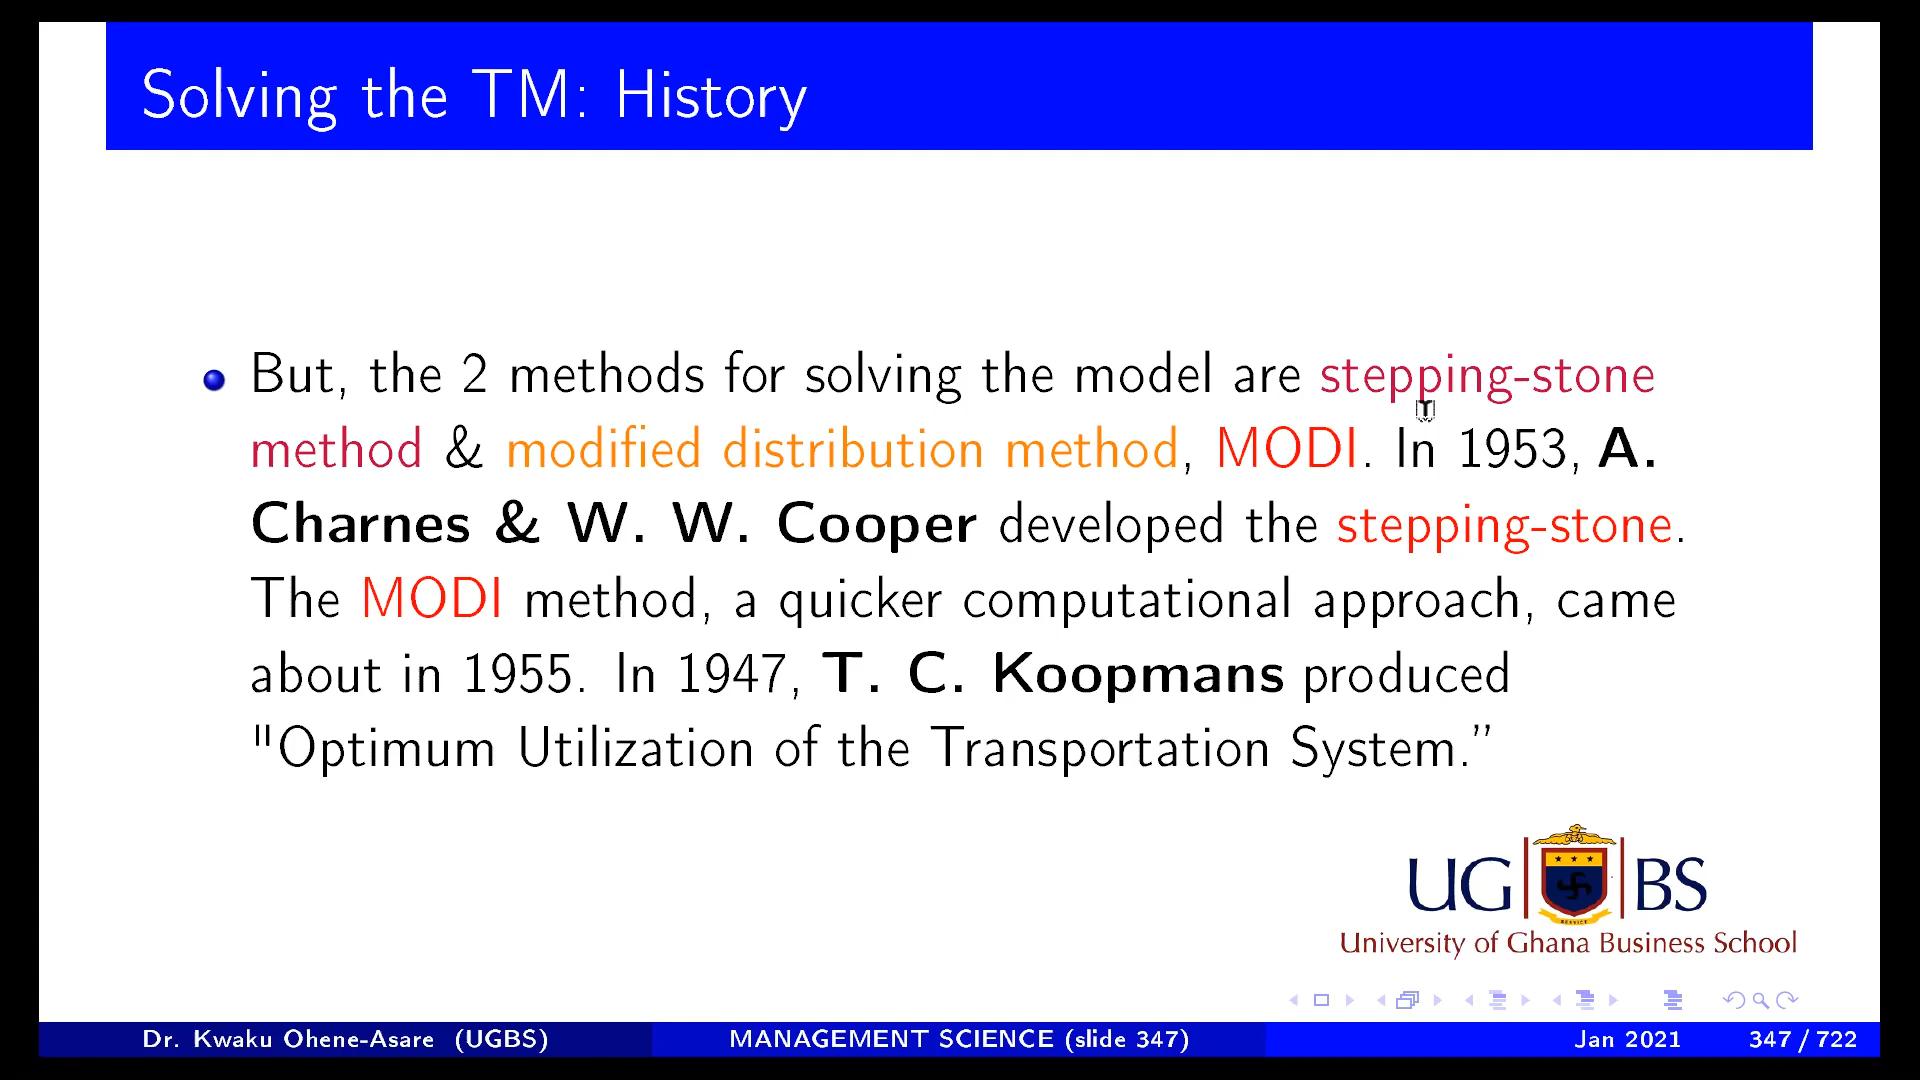 Solving the TM: History
But, the 2 methods for solving the model are stepping-stone
method & modified distribution method, MODI. In 1953, A.
Charnes & W. W. Cooper developed the stepping-stone.
The MODI method, a quicker computational approach, came
about in 1955. In 1947, T. C. Koopmans produced
"Optimum Utilization of the Transportation System.”
UG BS
University of Ghana Business School
Dr. Kwaku Ohene-Asare (UGBS) MANAGEMENT SCIENCE (slide 347) Jan 2021 347 / 722